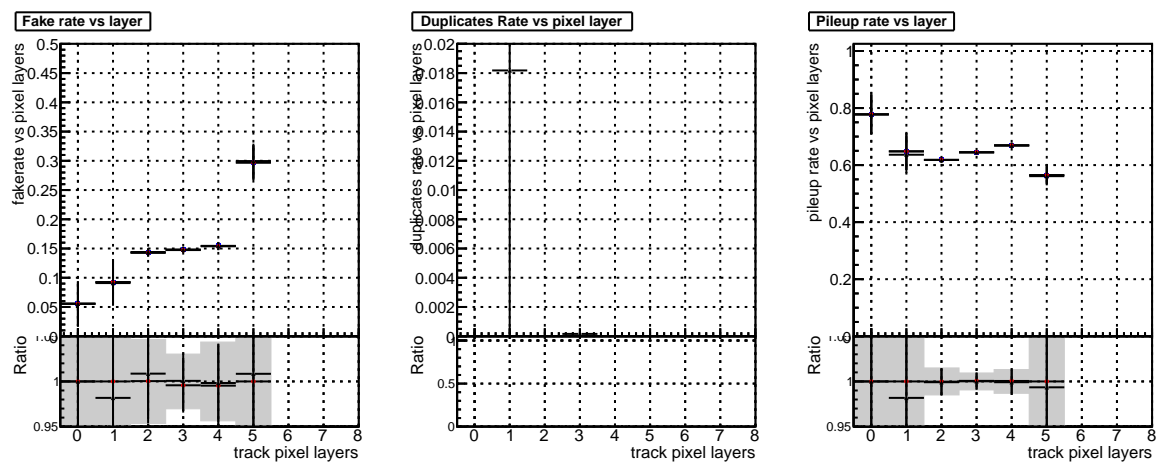 Fake rate vs layer
fakerate vs pixel layers
0.5
0.45
0.4
0.35
0.3
0.25
0.2
0.15
0.1
0.05
0
Ratio
1
0.95
0 1 2 3 4 5 6 7 8
track pixel layers
Duplicates Rate vs pixel layer
duplicates rate vs pixel layers
0.02
0.018
0.016
0.014
0.012
0.01
0.008
0.006
0.004
0.002
0
Ratio
1
0.5
0 1 2 3 4 5 6 7 8
track pixel layers
Pileup rate vs layer
pileup rate vs pixel layers
1
0.8
0.6
0.4
0.2
0
Ratio
1
0.95
0 1 2 3 4 5 6 7 8
track pixel layers